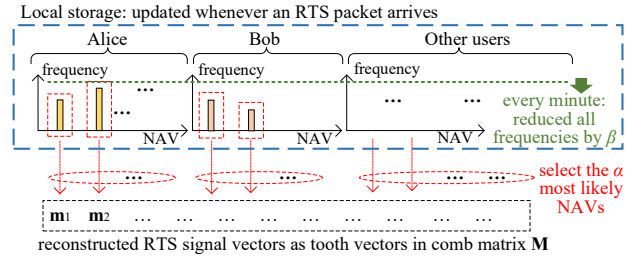 Local storage: updated whenever an RTS packet arrives
Alice Bob Other users
frequency frequency frequency
... ... ... ...
every minute:
reduced all
frequencies by β
NAV NAV NAV
... ... ...
select the α
most likely
NAVs
m1 m2 ... ... ... ... ... ... ... ... ...
reconstructed RTS signal vectors as tooth vectors in comb matrix M